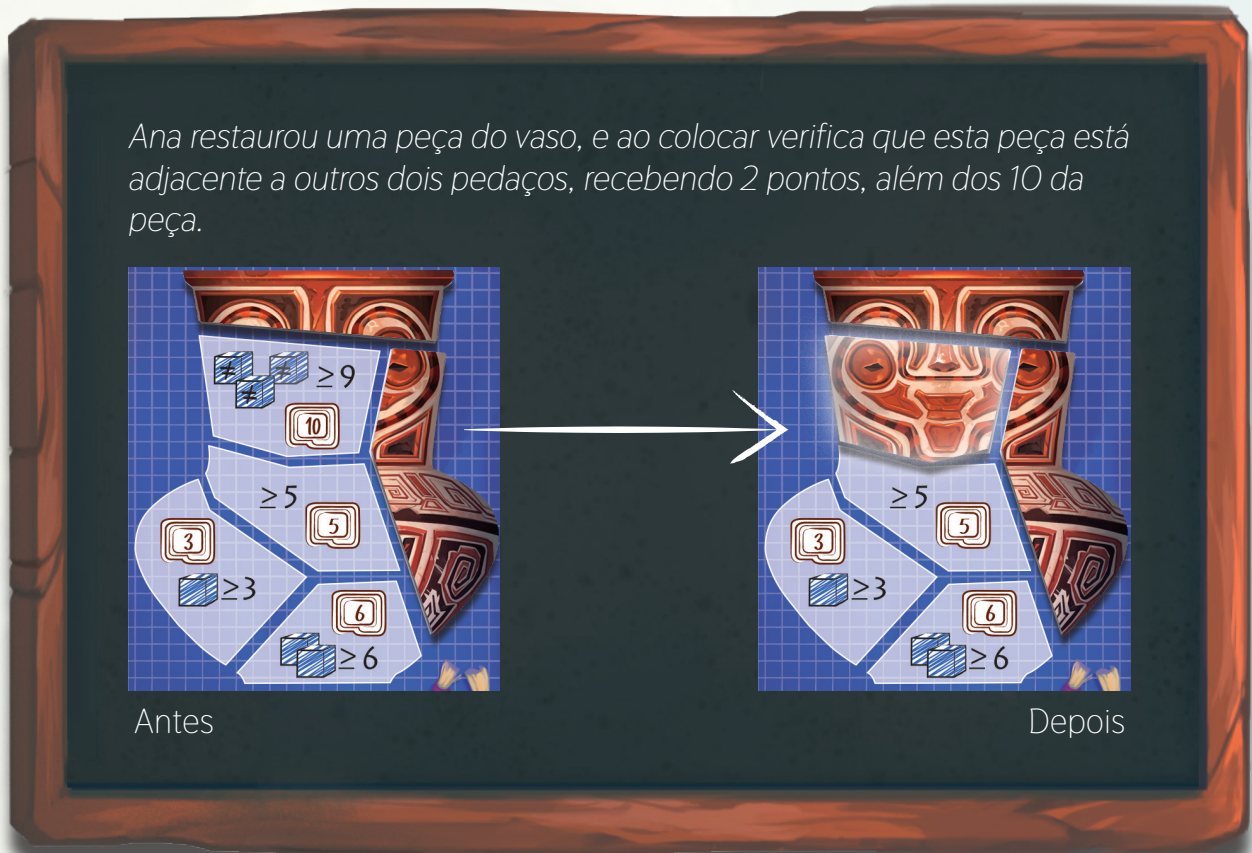 Ana restaurou uma peça do vaso, e ao colocar verifica que esta peça está
adjacente a outros dois pedaços, recebendo 2 pontos, além dos 10 da
peça.
≠ ≠ ≠ ≥9
10
≥5
5
3
≥3
6
≥6
≥5
5
3
≥3
6
≥6
Antes
Depois